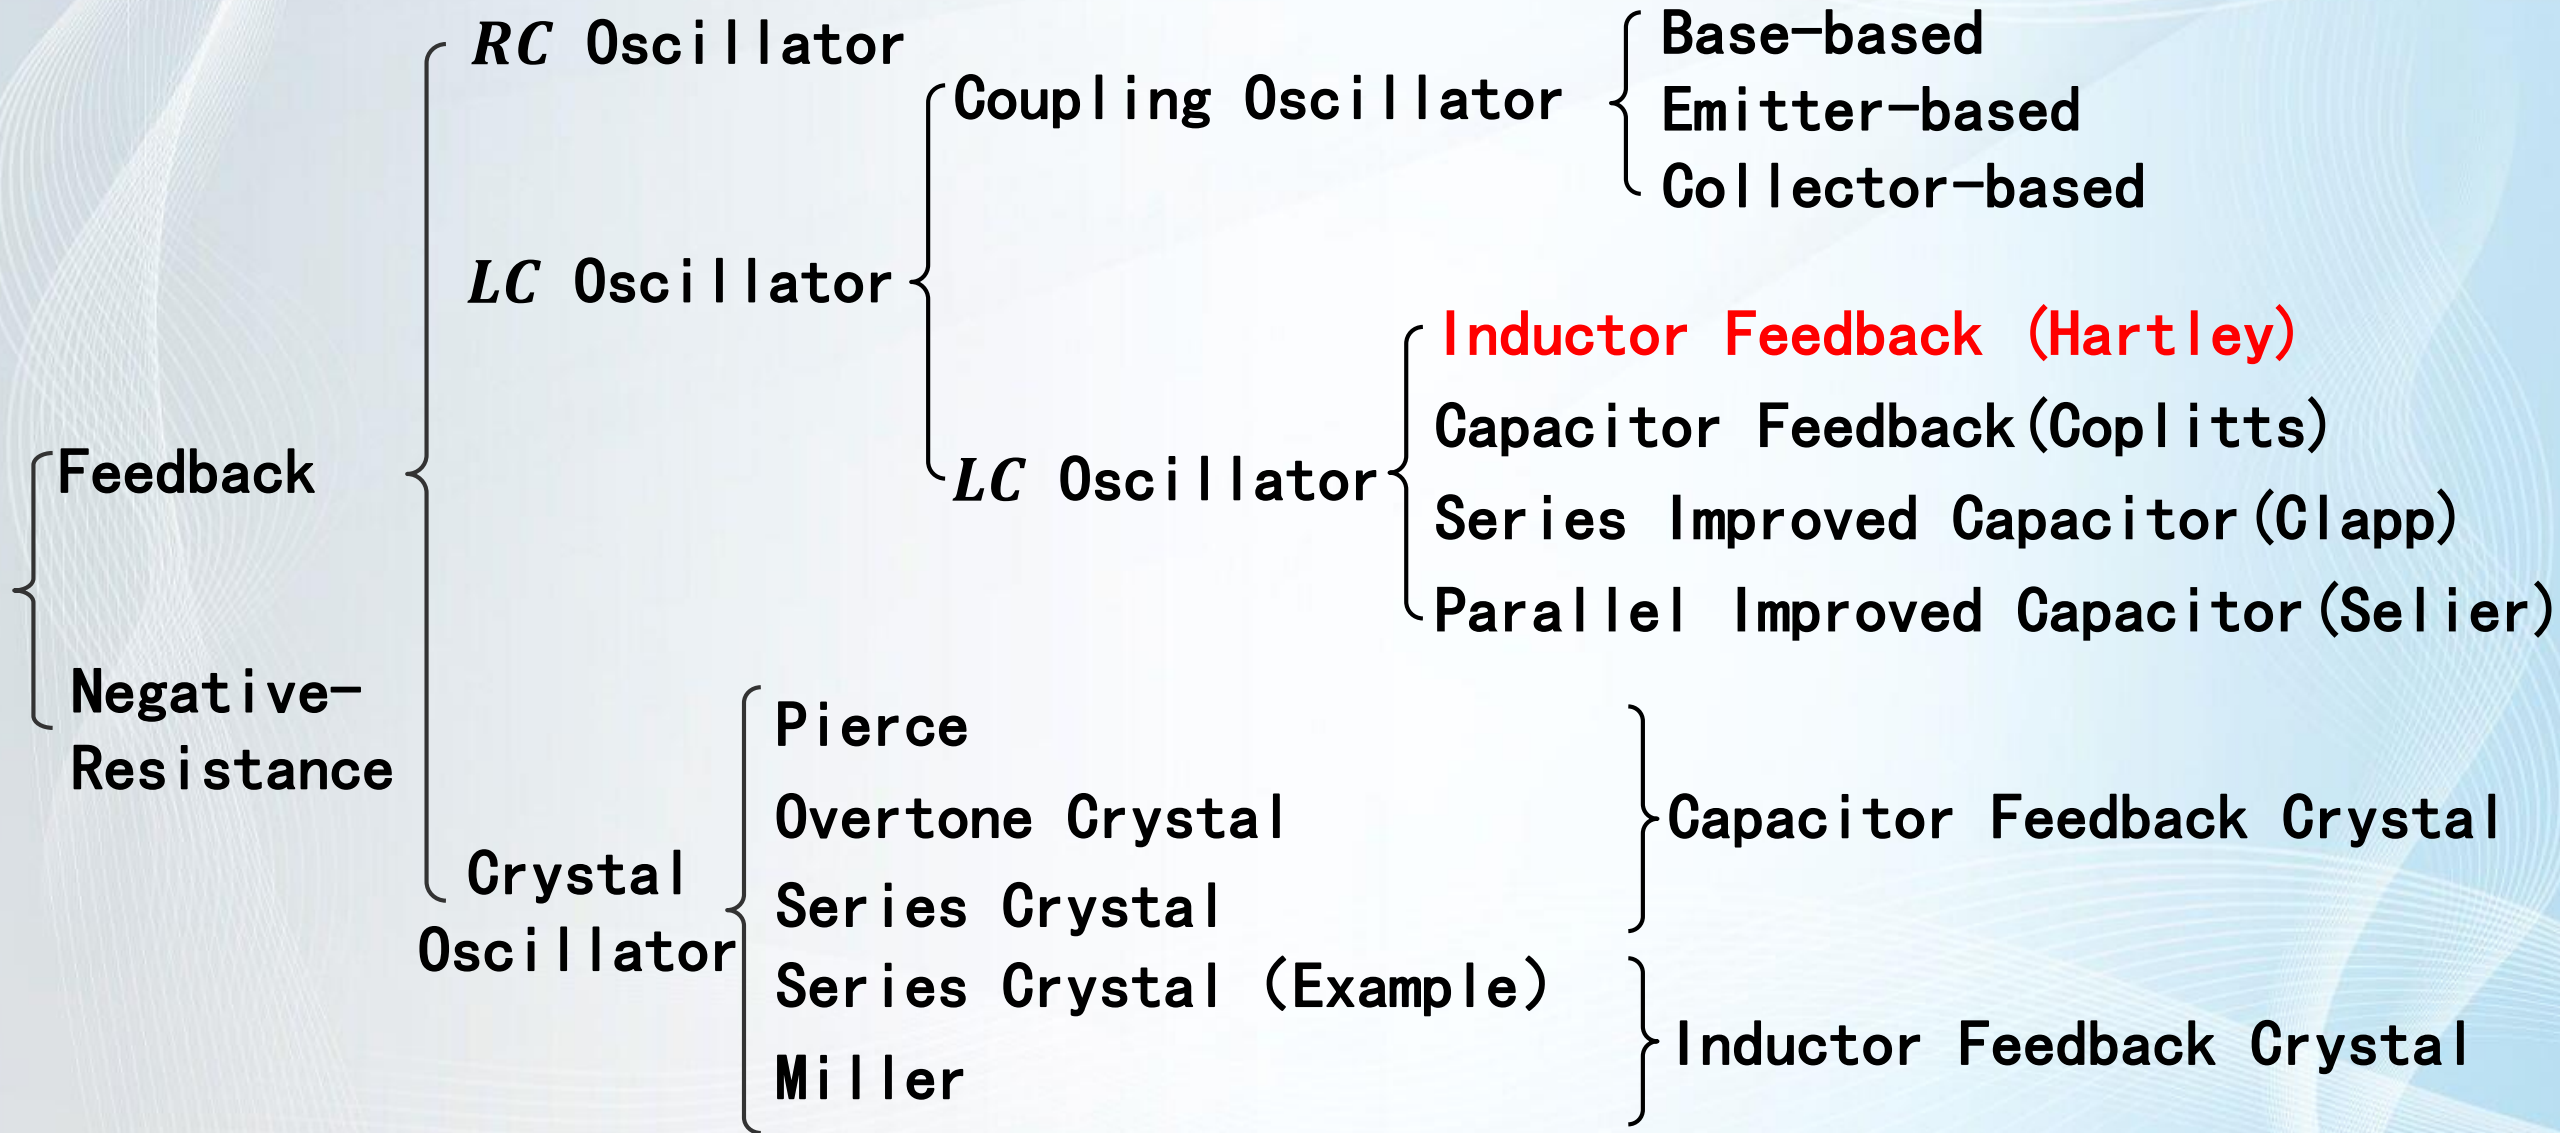 RC Oscillator
Coupling Oscillator
Base-based
Emitter-based
Collector-based
LC Oscillator
Inductor Feedback (Hartley)
Capacitor Feedback(Coplitts)
LC Oscillator
Series Improved Capacitor(Clapp)
Parallel Improved Capacitor(Selier)
Feedback
Negative-
Resistance
Crystal
Oscillator
Pierce
Overtone Crystal
Series Crystal
Series Crystal (Example)
Miller
Capacitor Feedback Crystal
Inductor Feedback Crystal